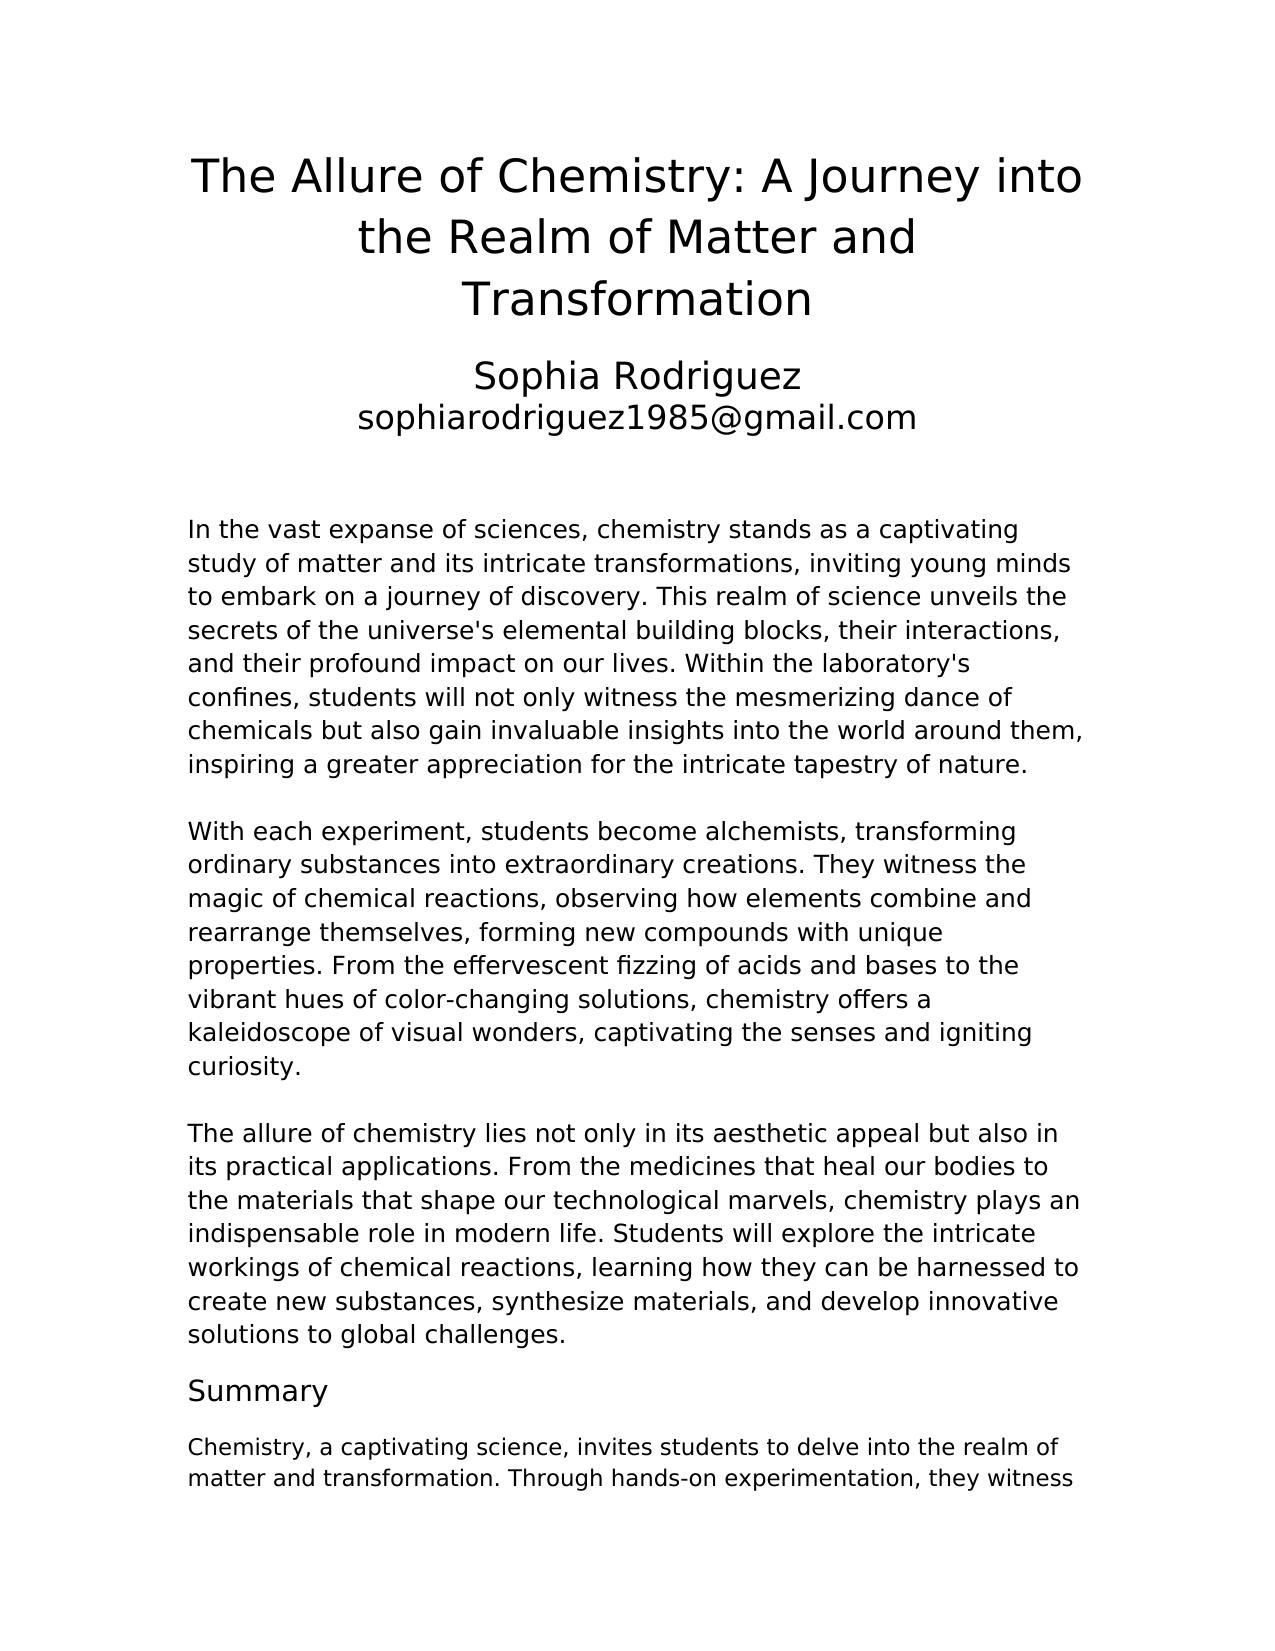 The Allure of Chemistry: A Journey into
the Realm of Matter and
Transformation
Sophia Rodriguez
sophiarodriguez1985@gmail.com
In the vast expanse of sciences, chemistry stands as a captivating
study of matter and its intricate transformations, inviting young minds
to embark on a journey of discovery. This realm of science unveils the
secrets of the universe's elemental building blocks, their interactions,
and their profound impact on our lives. Within the laboratory's
confines, students will not only witness the mesmerizing dance of
chemicals but also gain invaluable insights into the world around them,
inspiring a greater appreciation for the intricate tapestry of nature.
With each experiment, students become alchemists, transforming
ordinary substances into extraordinary creations. They witness the
magic of chemical reactions, observing how elements combine and
rearrange themselves, forming new compounds with unique
properties. From the effervescent fizzing of acids and bases to the
vibrant hues of color-changing solutions, chemistry offers a
kaleidoscope of visual wonders, captivating the senses and igniting
curiosity.
The allure of chemistry lies not only in its aesthetic appeal but also in
its practical applications. From the medicines that heal our bodies to
the materials that shape our technological marvels, chemistry plays an
indispensable role in modern life. Students will explore the intricate
workings of chemical reactions, learning how they can be harnessed to
create new substances, synthesize materials, and develop innovative
solutions to global challenges.
Summary
Chemistry, a captivating science, invites students to delve into the realm of
matter and transformation. Through hands-on experimentation, they witness